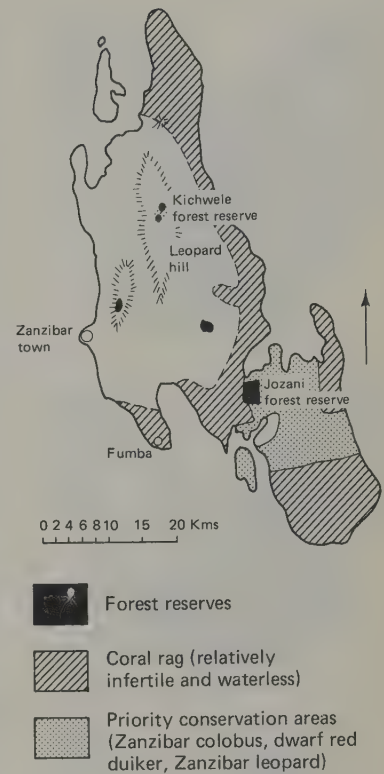 Kichwele
forest reserve
Leopard
hill
Zanzibar
town
Jozani
forest reserve
Fumba
0 2 4 6 8 10 15 20 Kms
Forest reserves
Coral rag (relatively
infertile and waterless)
Priority conservation areas
(Zanzibar colobus, dwarf red
duiker, Zanzibar leopard)